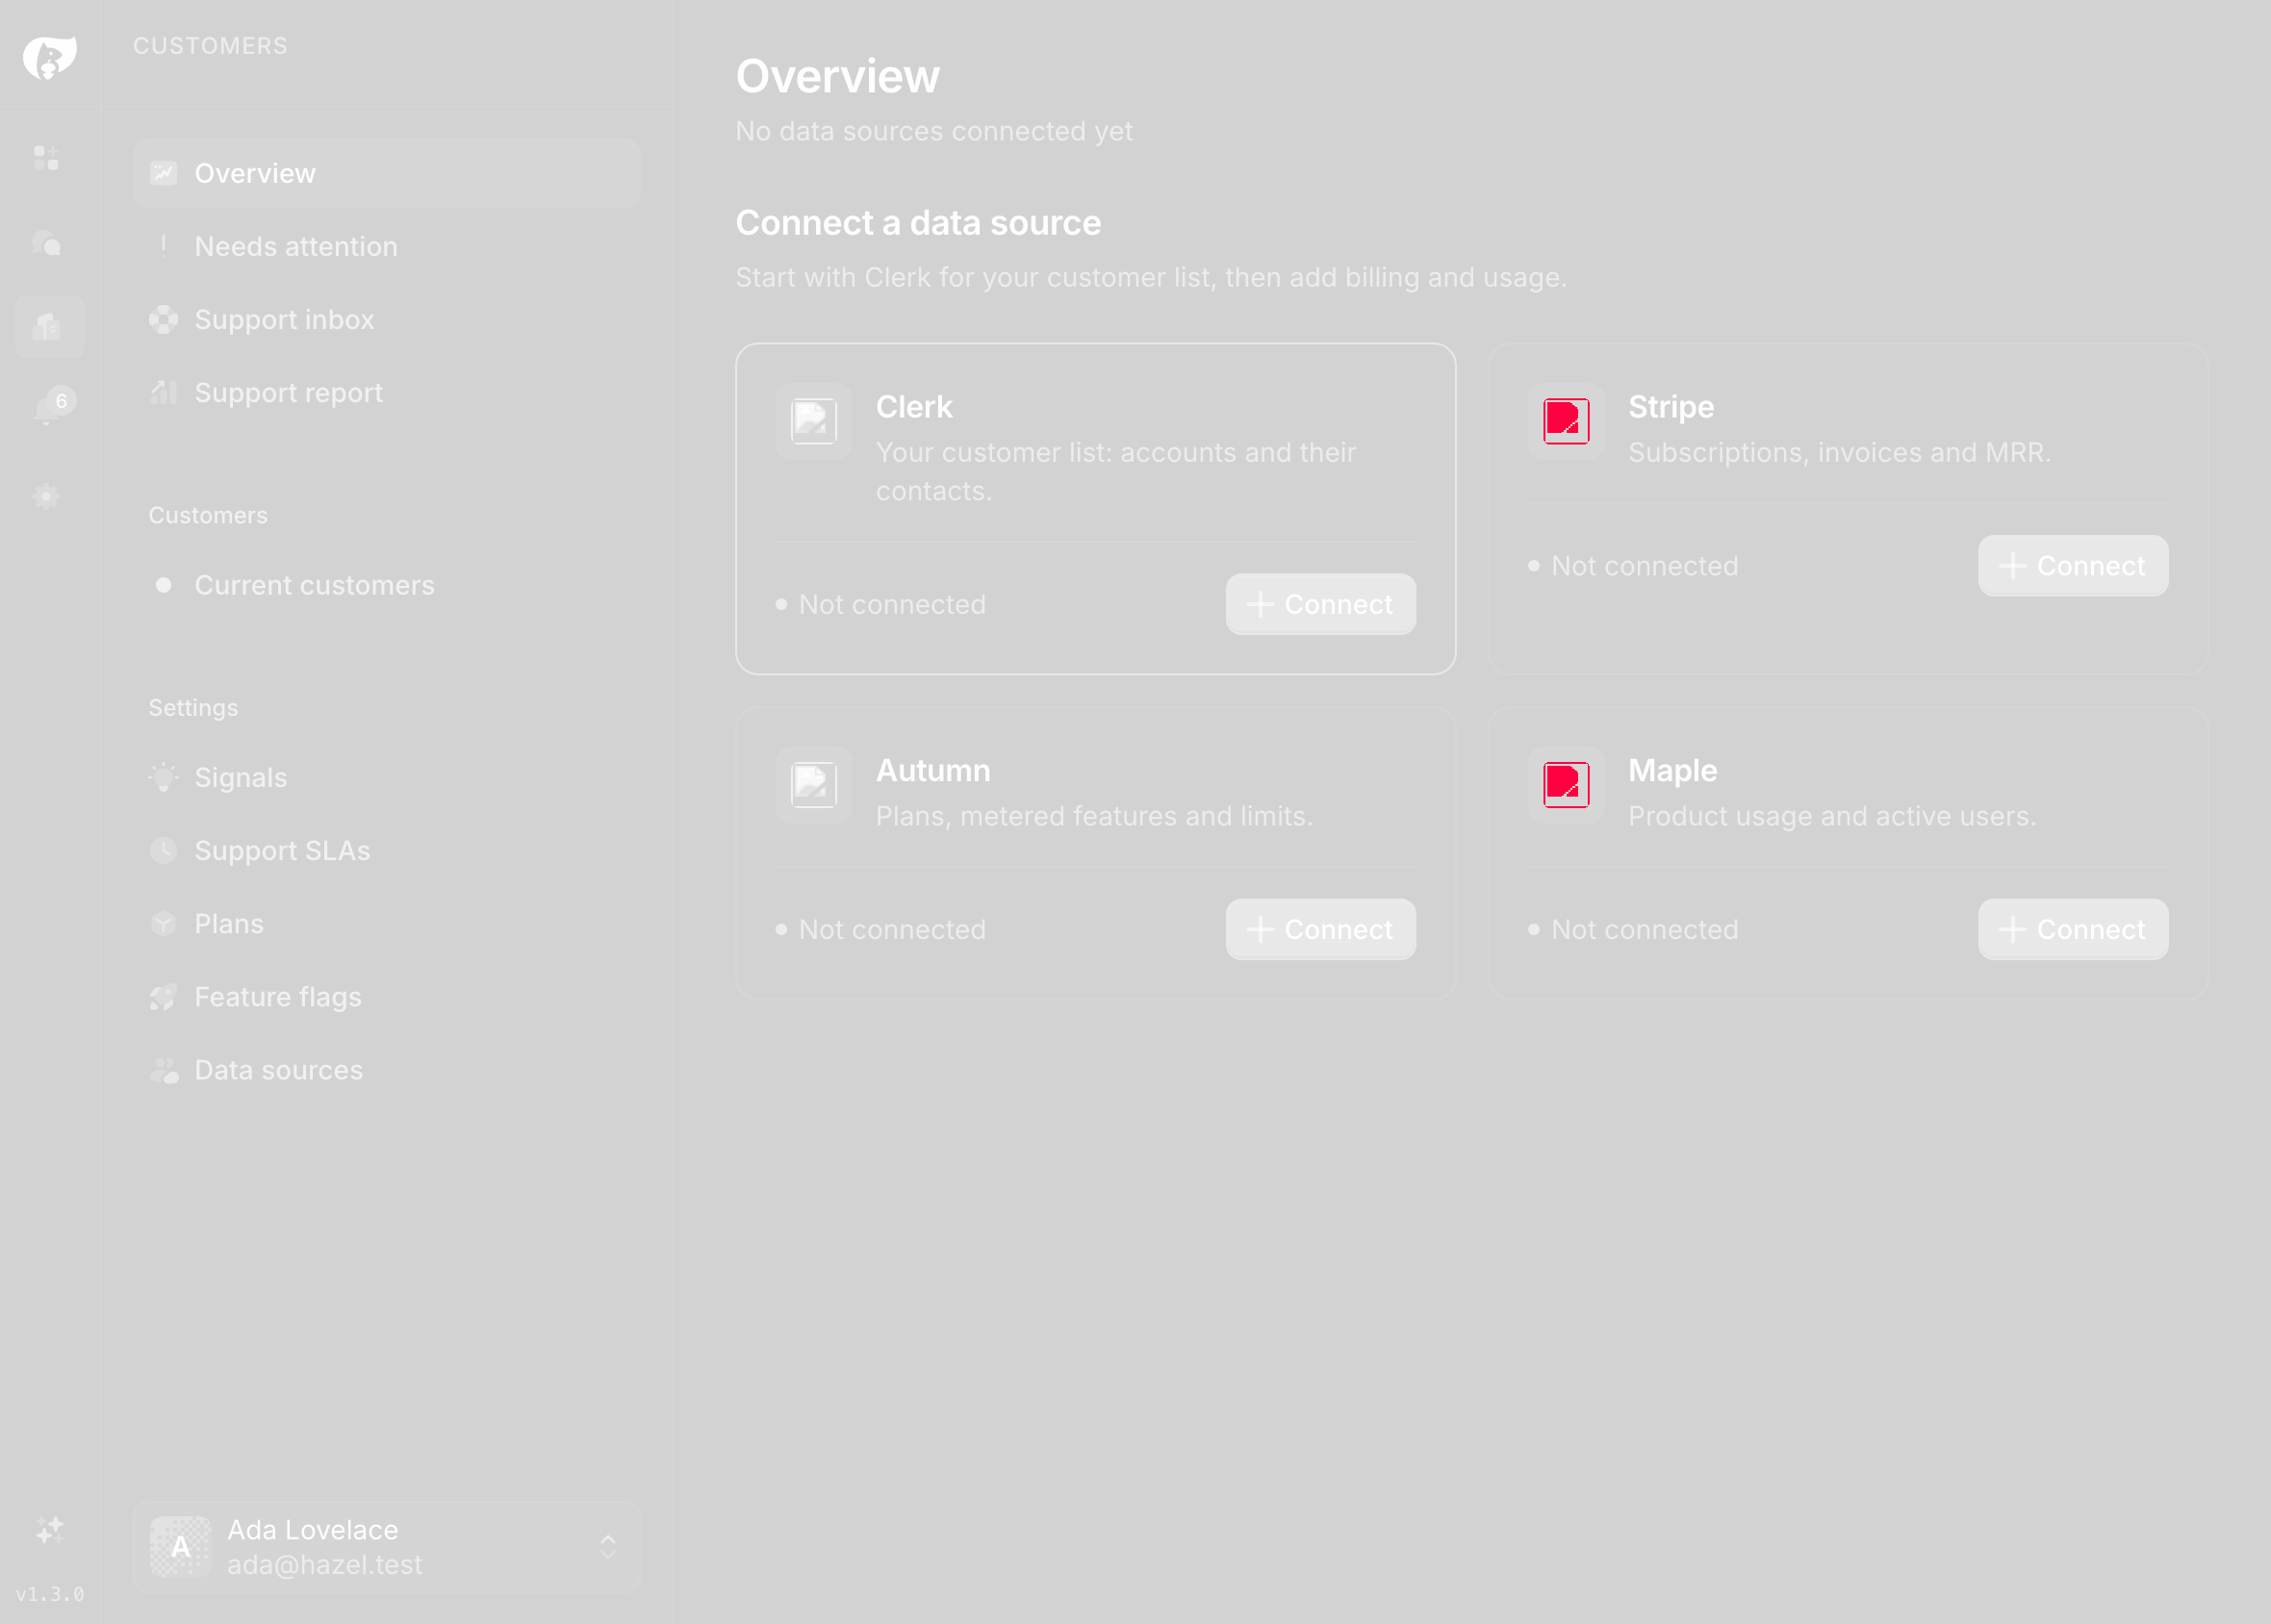 CUSTOMERS
Overview
Needs attention
Support inbox
Support report
6
Customers
Current customers
Settings
Signals
Support SLAs
Plans
Feature flags
Data sources
A
Ada Lovelace
ada@hazel.test
v1.3.0
Overview
No data sources connected yet
Connect a data source
Start with Clerk for your customer list, then add billing and usage.
Clerk
Your customer list: accounts and their
contacts.
Not connected
Connect
Stripe
Subscriptions, invoices and MRR.
Not connected
Connect
Autumn
Plans, metered features and limits.
Not connected
Connect
Maple
Product usage and active users.
Not connected
Connect